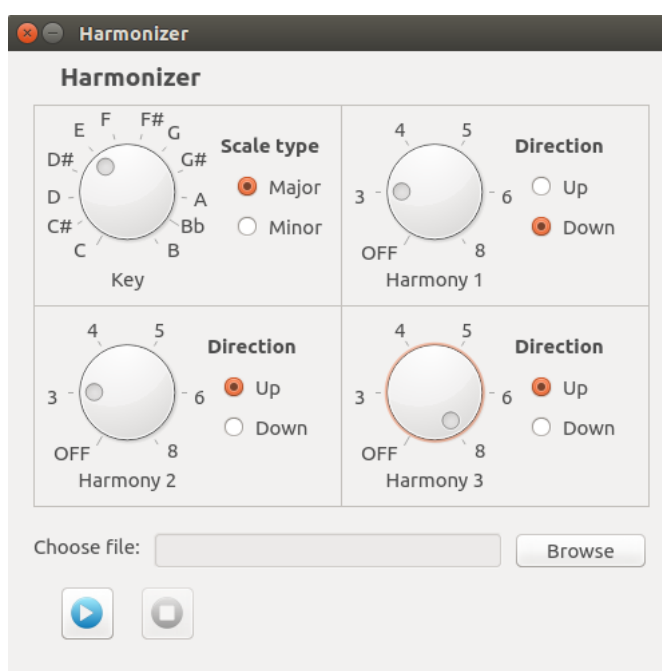 Harmonizer
Harmonizer
E F F# G
D# G#
D A
C# Bb
C B
Key
Scale type
Major
Minor
4 5
3 6
OFF 8
Harmony 1
Direction
Up
Down
4 5
3 6
OFF 8
Harmony 2
Direction
Up
Down
4 5
3 6
OFF 8
Harmony 3
Direction
Up
Down
Choose file:
Browse